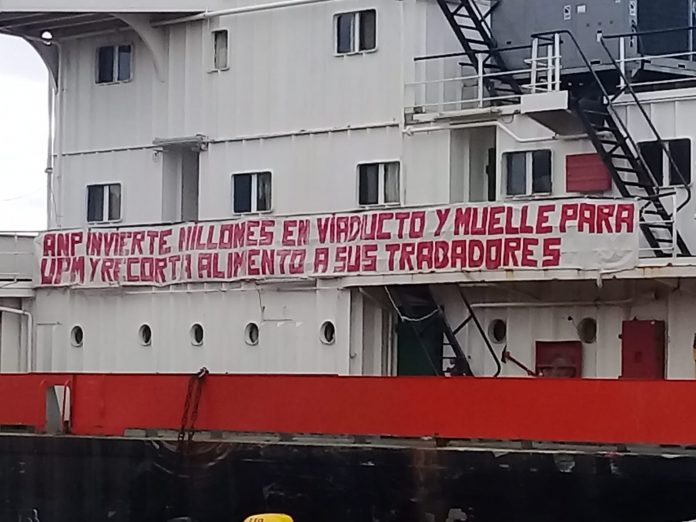 ANP INVIERTE MILLONES EN VIADUCTO Y MUELLE PARA
UPM Y RECORTA ALIMENTO A SUS TRABADORES